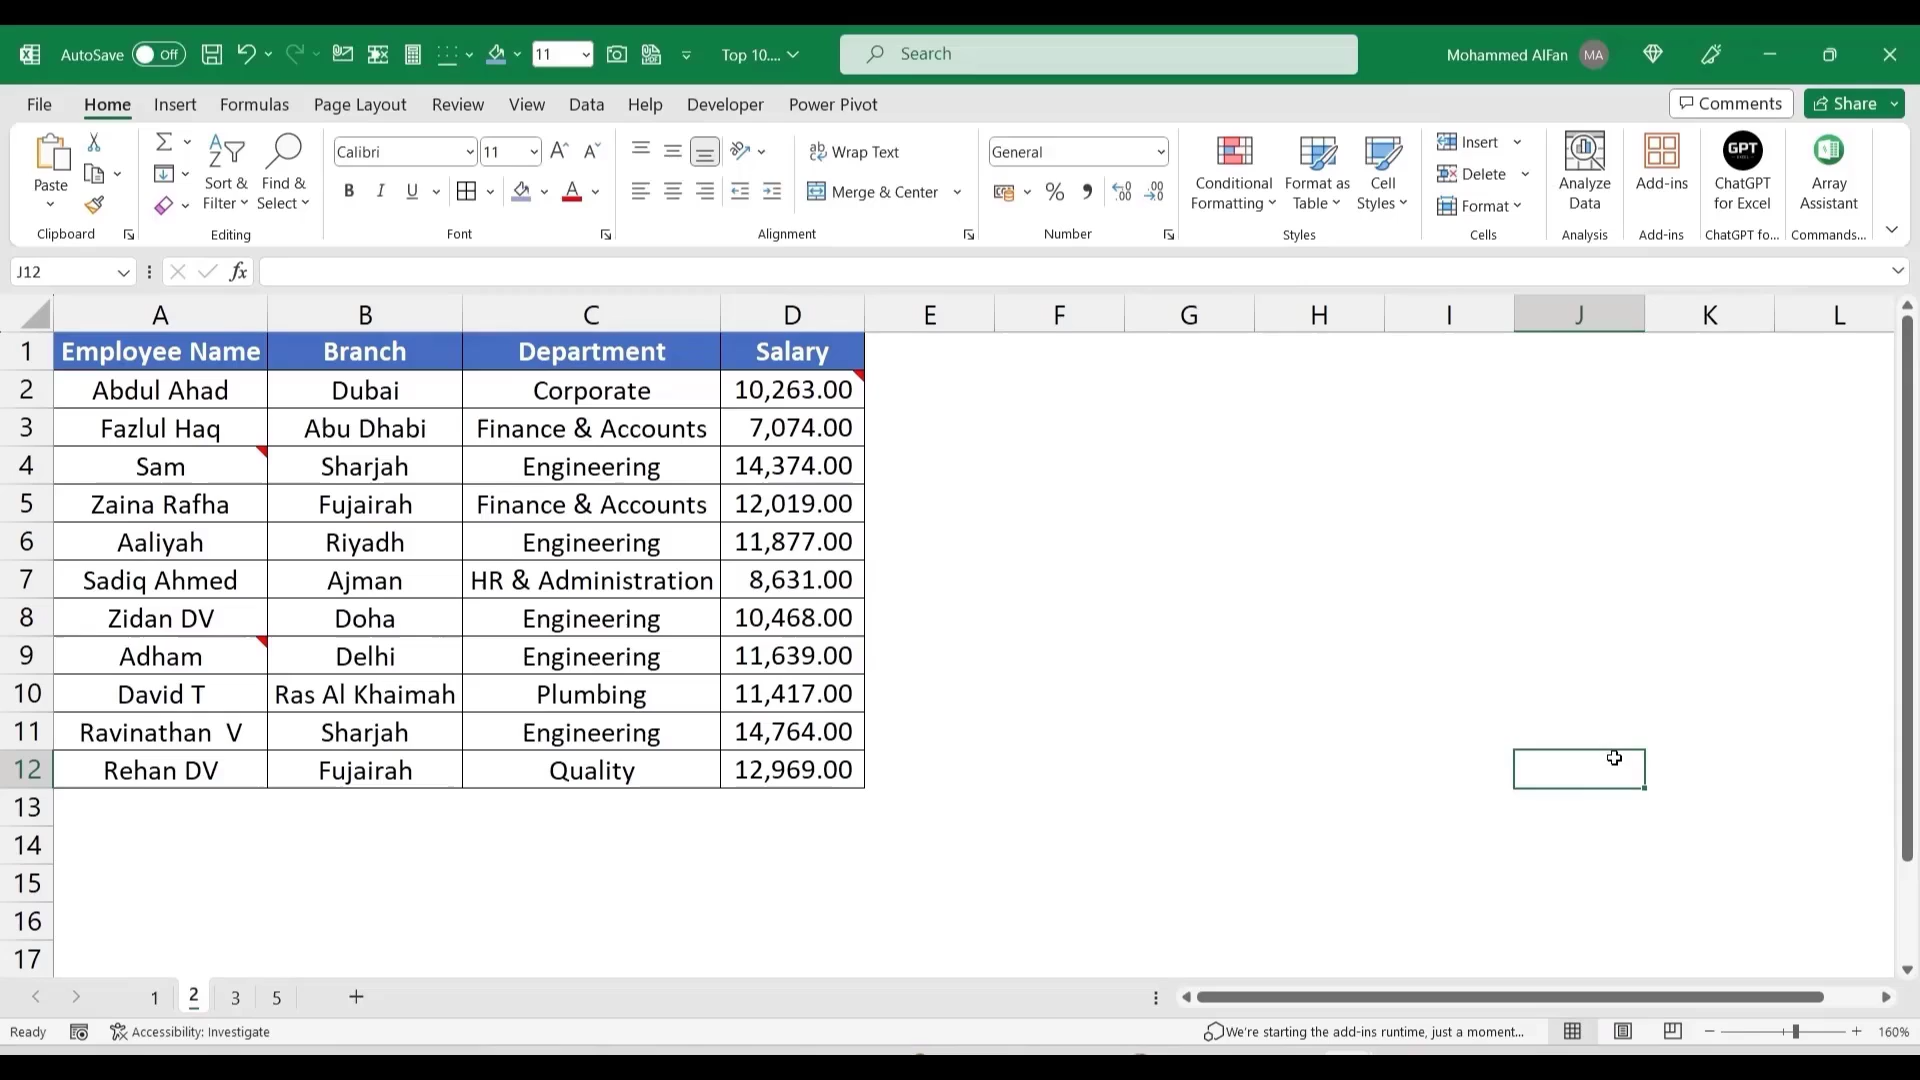 AutoSave Off 11 Top 10.... Search Mohammed AlFan MA
File Home Insert Formulas Page Layout Review View Data Help Developer Power Pivot Comments Share
Paste
Clipboard
Sort & Filter
Find & Select
Editing
Calibri 11
B I U A
Font
Wrap Text
Merge & Center
Alignment
General
Number
Conditional Formatting
Format as Table
Cell Styles
Styles
Insert
Delete
Format
Cells
Analyze Data
Analysis
Add-ins
Add-ins
GPT
ChatGPT for Excel
ChatGPT fo...
Array Assistant
Commands...
J12 fx
A B C D E F G H I J K L
1 Employee Name Branch Department Salary
2 Abdul Ahad Dubai Corporate 10,263.00
3 Fazlul Haq Abu Dhabi Finance & Accounts 7,074.00
4 Sam Sharjah Engineering 14,374.00
5 Zaina Rafha Fujairah Finance & Accounts 12,019.00
6 Aaliyah Riyadh Engineering 11,877.00
7 Sadiq Ahmed Ajman HR & Administration 8,631.00
8 Zidan DV Doha Engineering 10,468.00
9 Adham Delhi Engineering 11,639.00
10 David T Ras Al Khaimah Plumbing 11,417.00
11 Ravinathan  V Sharjah Engineering 14,764.00
12 Rehan DV Fujairah Quality 12,969.00
13
14
15
16
17
1 2 3 5
Ready Accessibility: Investigate We're starting the add-ins runtime, just a moment... 160%